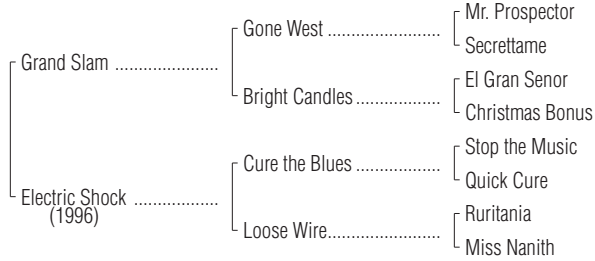 Mr. Prospector
Gone West ........................
Secrettame
Grand Slam ......................
El Gran Senor
Bright Candles ..................
Christmas Bonus
Stop the Music
Cure the Blues ..................
Quick Cure
Electric Shock ..................
(1996)
Ruritania
Loose Wire........................
Miss Nanith